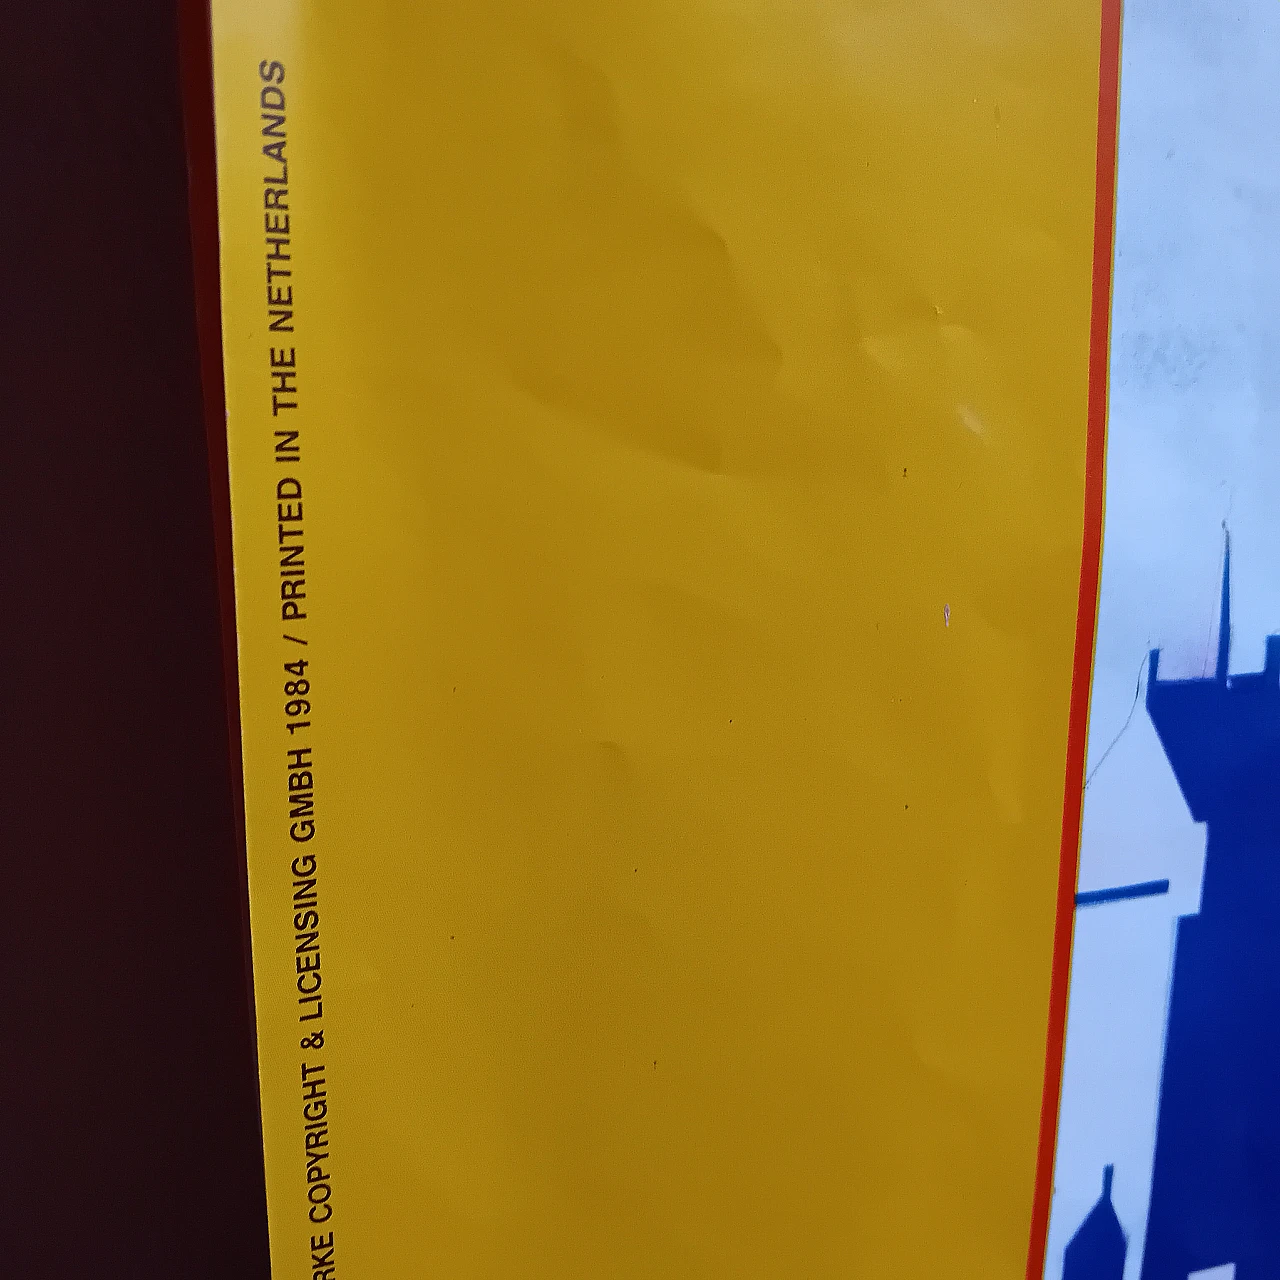 RKE COPYRIGHT & LICENSING GMBH 1984 / PRINTED IN THE NETHERLANDS